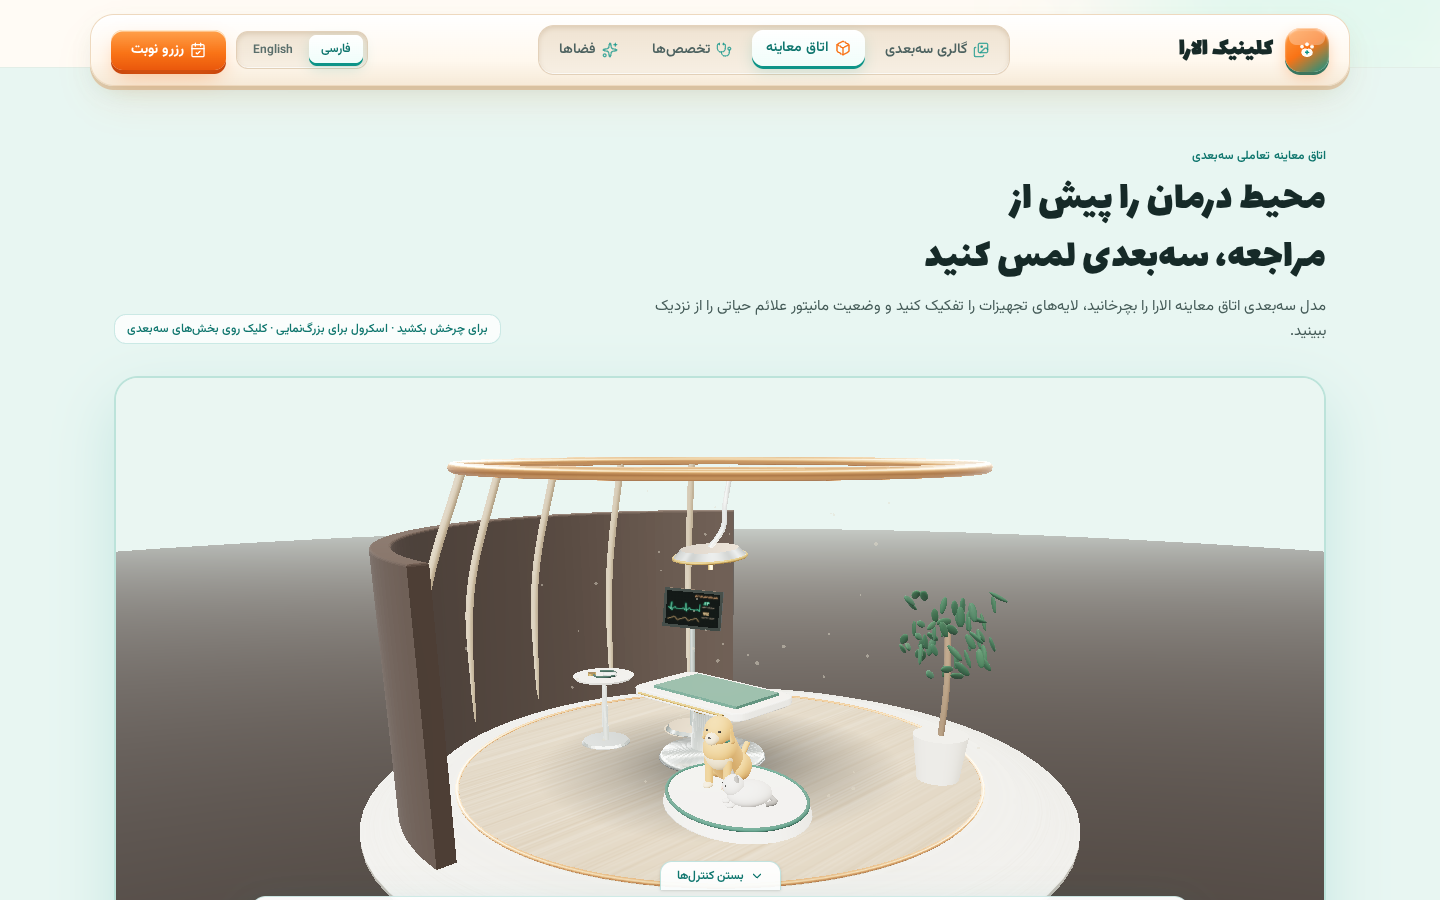 کلینیک الارا
گالری سه‌بعدی
اتاق معاینه
تخصص‌ها
فضاها
فارسی
English
رزرو نوبت
اتاق معاینه تعاملی سه‌بعدی
محیط درمان را پیش از
مراجعه، سه‌بعدی لمس کنید
مدل سه‌بعدی اتاق معاینه الارا را بچرخانید، لایه‌های تجهیزات را تفکیک کنید و وضعیت مانیتور علائم حیاتی را از نزدیک
ببینید.
برای چرخش بکشید · اسکرول برای بزرگ‌نمایی · کلیک روی بخش‌های سه‌بعدی
بستن کنترل‌ها